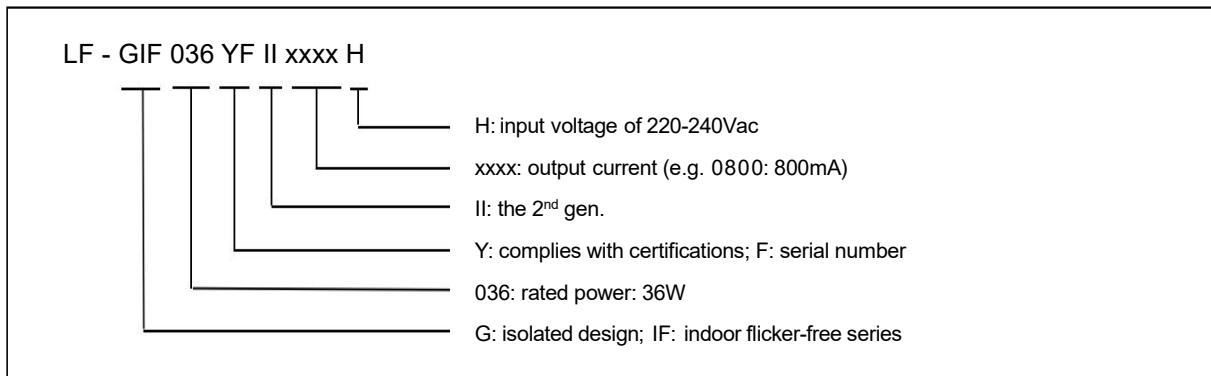 LF - GIF 036 YF II xxxx H
H: input voltage of 220-240Vac
xxxx: output current (e.g. 0800: 800mA)
II: the 2nd gen.
Y: complies with certifications; F: serial number
036: rated power: 36W
G: isolated design; IF: indoor flicker-free series